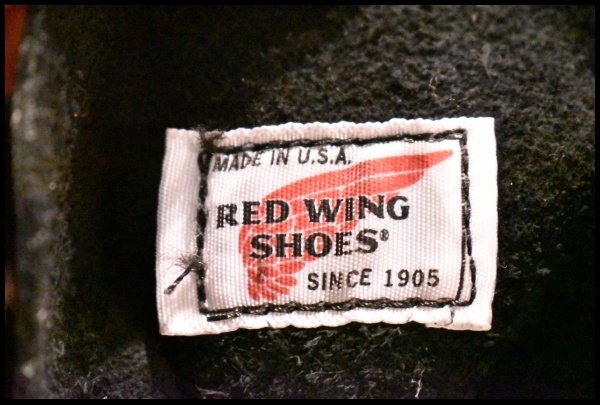 MADE IN U.S.A.
RED WING
SHOES®
SINCE 1905